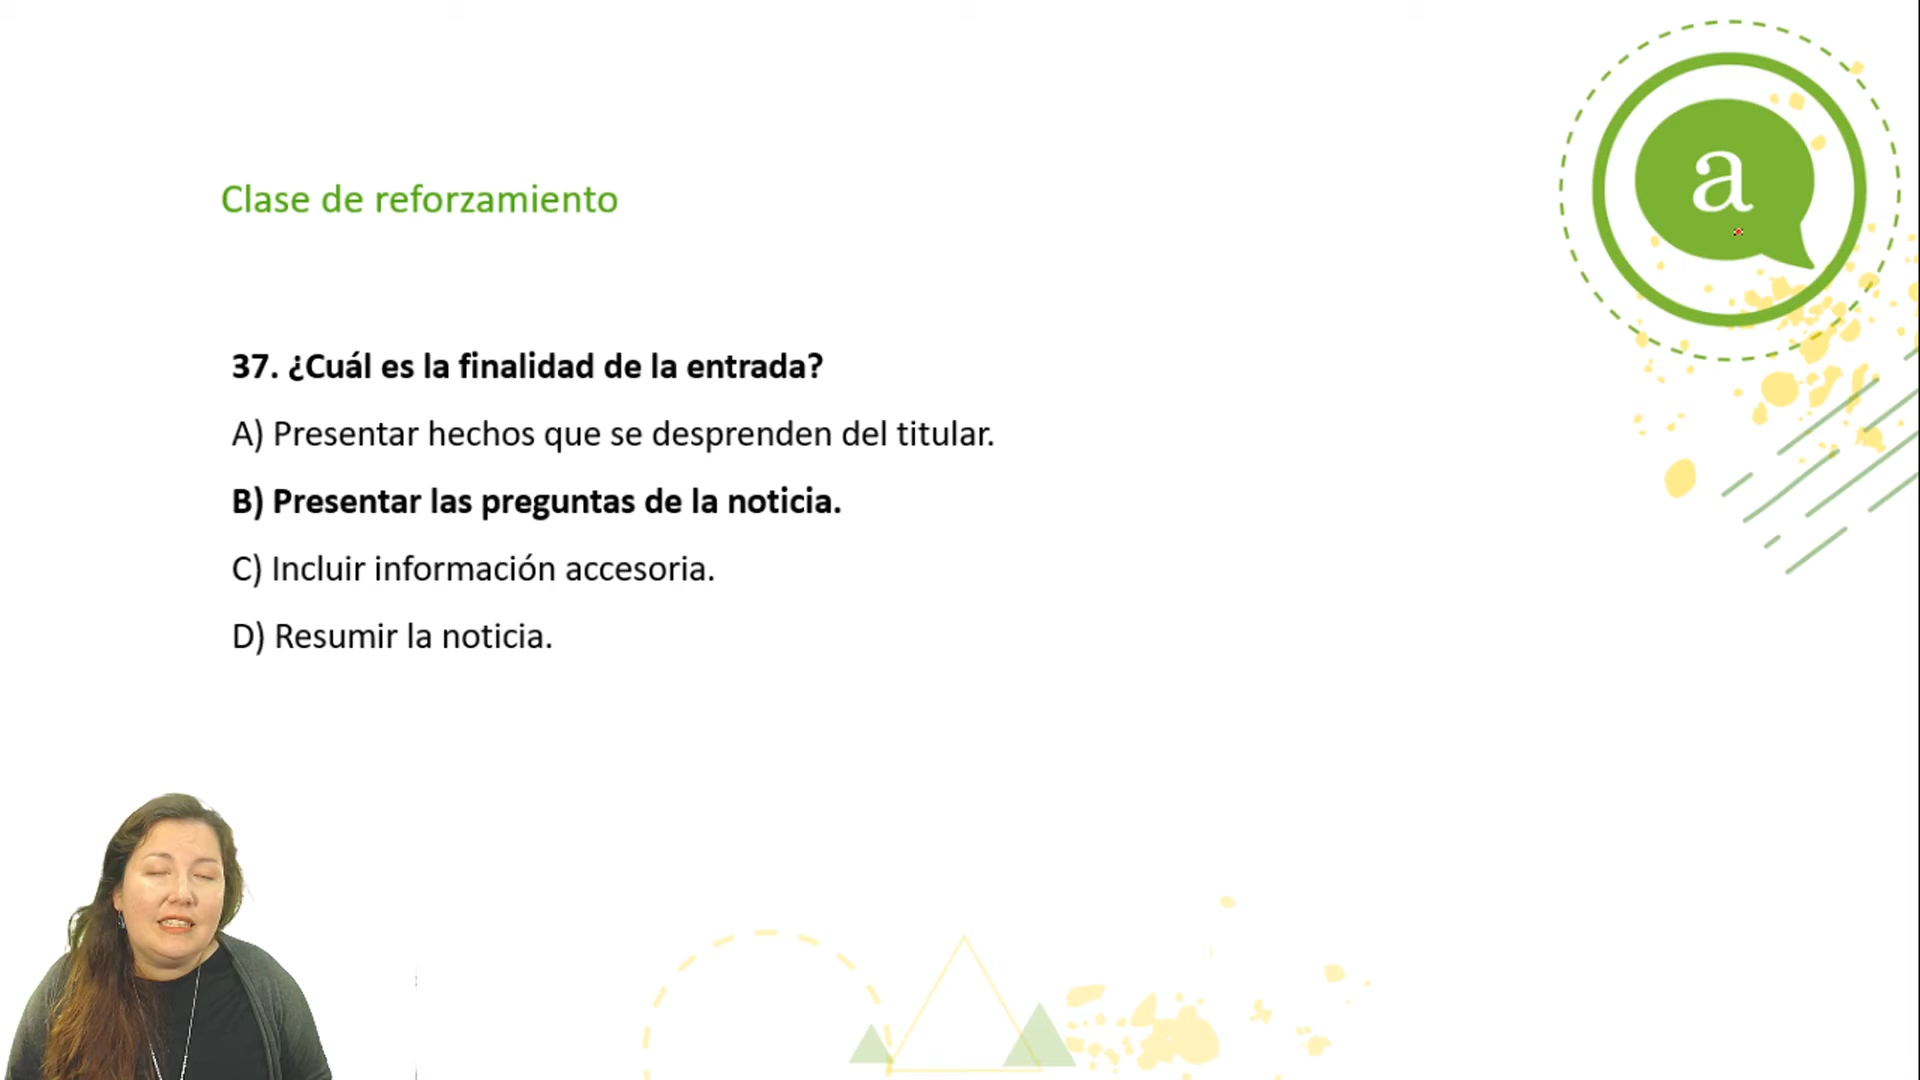 a
Clase de reforzamiento
37. ¿Cuál es la finalidad de la entrada?
A) Presentar hechos que se desprenden del titular.
B) Presentar las preguntas de la noticia.
C) Incluir información accesoria.
D) Resumir la noticia.